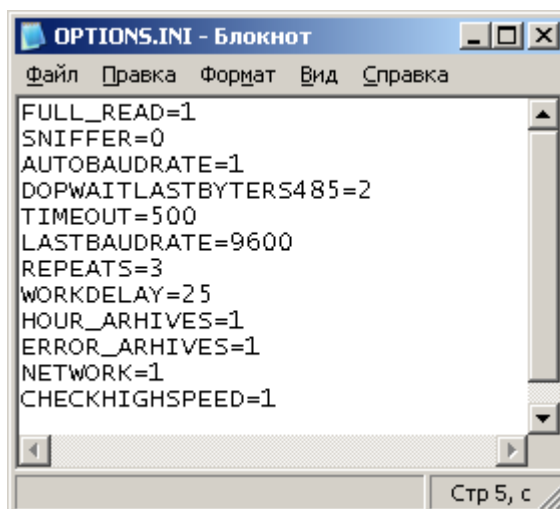 OPTIONS.INI - Блокнот
Файл Правка Формат Вид Справка
FULL_READ=1
SNIFFER=0
AUTOBAUDRATE=1
DOPWAITLASTBYTERS485=2
TIMEOUT=500
LASTBAUDRATE=9600
REPEATS=3
WORKDELAY=25
HOUR_ARHIVES=1
ERROR_ARHIVES=1
NETWORK=1
CHECKHIGHSPEED=1
Стр 5, с